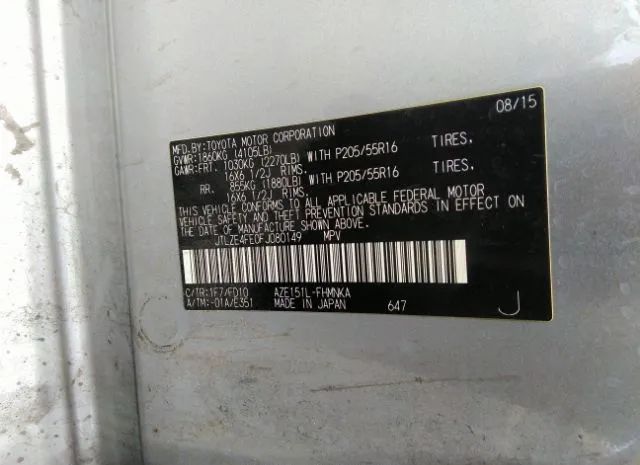 08/15
MFD.BY:TOYOTA MOTOR CORPORATION
GVWR:1860KG (4105LB)
GAWR:FRT. 1030KG (2270LB) WITH P205/55R16 TIRES,
16X6 1/2J RIMS.
RR. 855KG (1880LB) WITH P205/55R16 TIRES,
16X6 1/2J RIMS.
THIS VEHICLE CONFORMS TO ALL APPLICABLE FEDERAL MOTOR
VEHICLE SAFETY AND THEFT PREVENTION STANDARDS IN EFFECT ON
THE DATE OF MANUFACTURE SHOWN ABOVE.
JTLZE4FE0FJ080149 MPV
C/TR:1F7/FD10 AZE151L-FHMNKA
A/TM:-01A/E351 MADE IN JAPAN 647
J